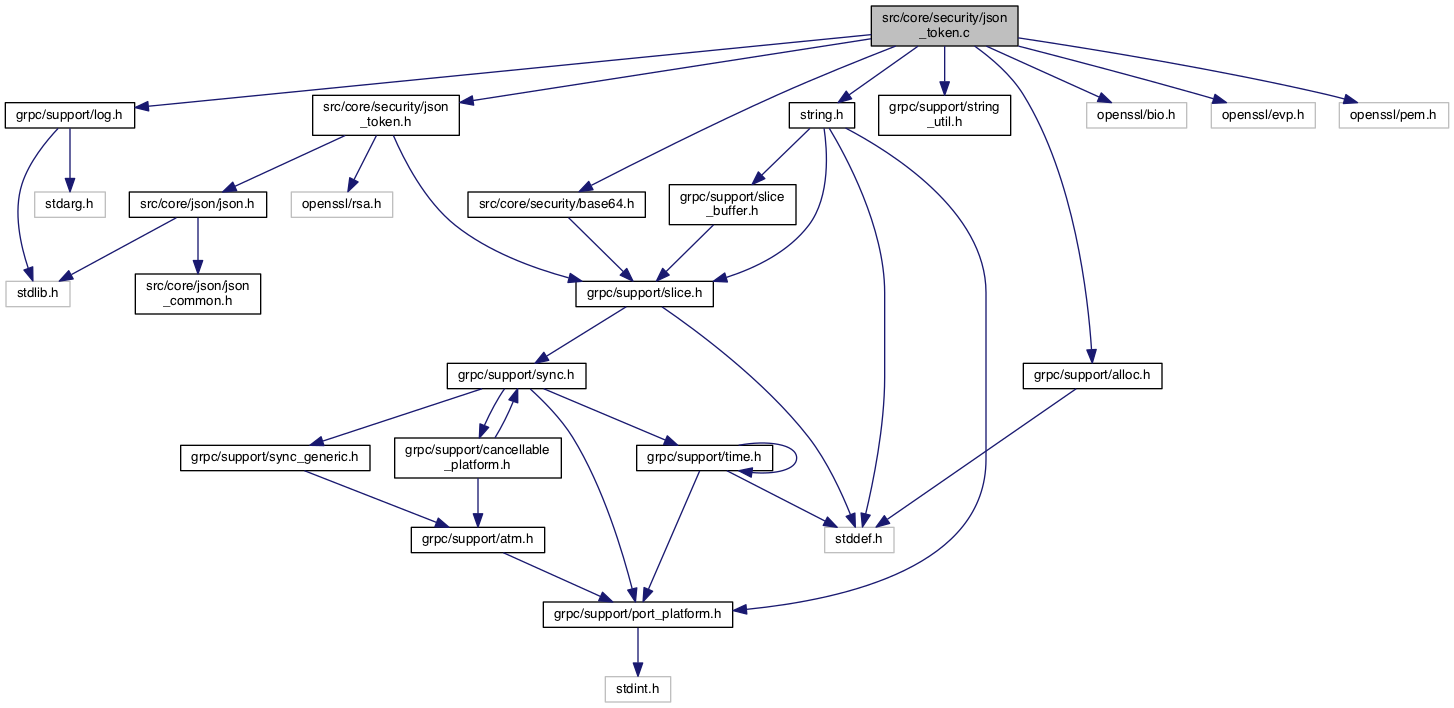 src/core/security/json
_token.c
grpc/support/log.h
src/core/security/json
_token.h
string.h
grpc/support/string
_util.h
openssl/bio.h
openssl/evp.h
openssl/pem.h
stdarg.h
src/core/json/json.h
openssl/rsa.h
src/core/security/base64.h
grpc/support/slice
_buffer.h
stdlib.h
src/core/json/json
_common.h
grpc/support/slice.h
grpc/support/sync.h
grpc/support/alloc.h
grpc/support/sync_generic.h
grpc/support/cancellable
_platform.h
grpc/support/time.h
grpc/support/atm.h
stddef.h
grpc/support/port_platform.h
stdint.h